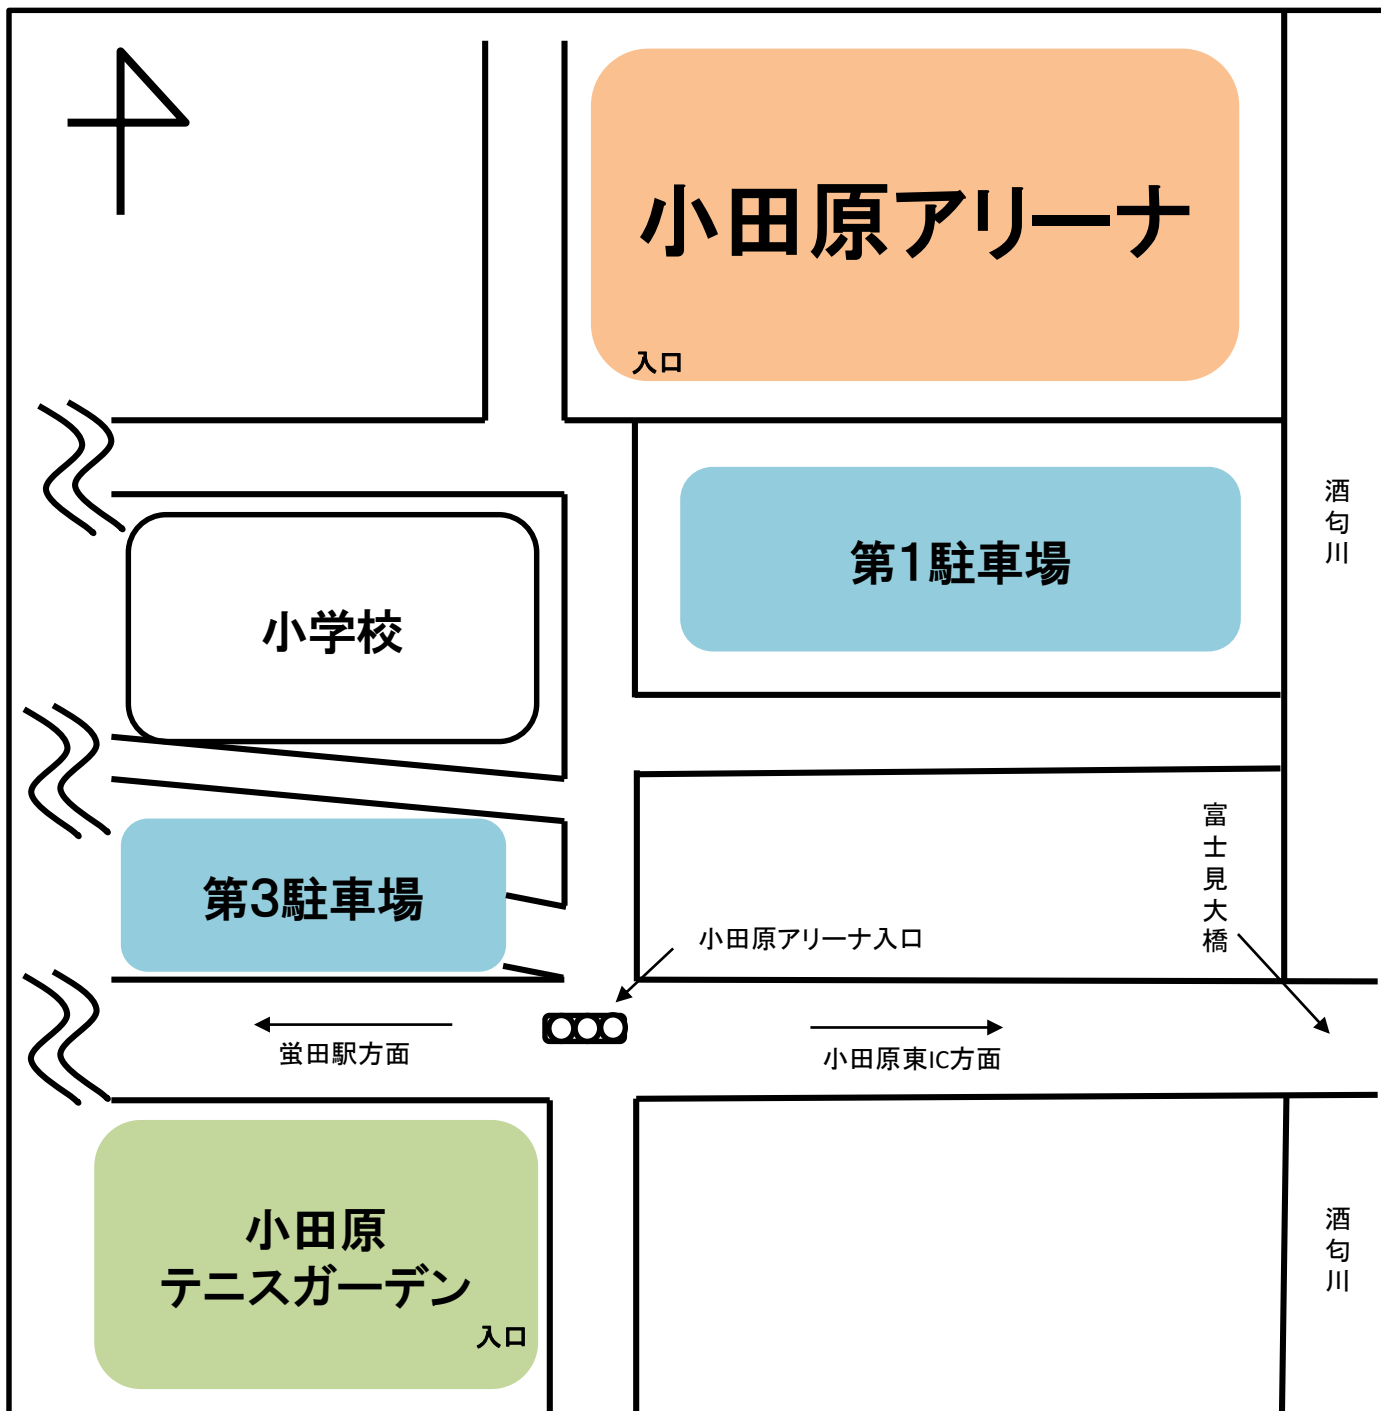 小田原アリーナ
入口
酒匂川
第1駐車場
小学校
富士見大橋
第3駐車場
小田原アリーナ入口
蛍田駅方面
小田原東IC方面
小田原
テニスガーデン
入口
酒匂川